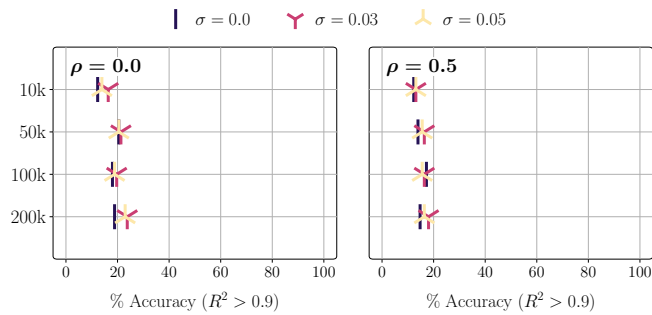 σ = 0.0 σ = 0.03 σ = 0.05
ρ = 0.0 ρ = 0.5
10k
50k
100k
200k
0 20 40 60 80 100 0 20 40 60 80 100
% Accuracy (R² > 0.9) % Accuracy (R² > 0.9)